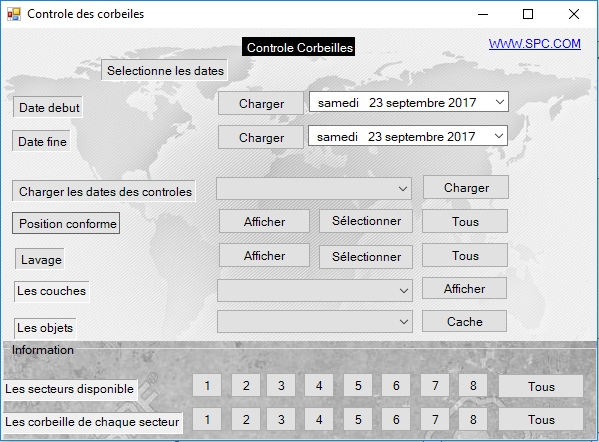 Controle des corbeiles
Controle Corbeilles
WWW.SPC.COM
Selectionne les dates
Date debut Charger samedi 23 septembre 2017
Date fine Charger samedi 23 septembre 2017
Charger les dates des controles Charger
Position conforme Afficher Sélectionner Tous
Lavage Afficher Sélectionner Tous
Les couches Afficher
Les objets Cache
Information
Les secteurs disponible 1 2 3 4 5 6 7 8 Tous
Les corbeille de chaque secteur 1 2 3 4 5 6 7 8 Tous